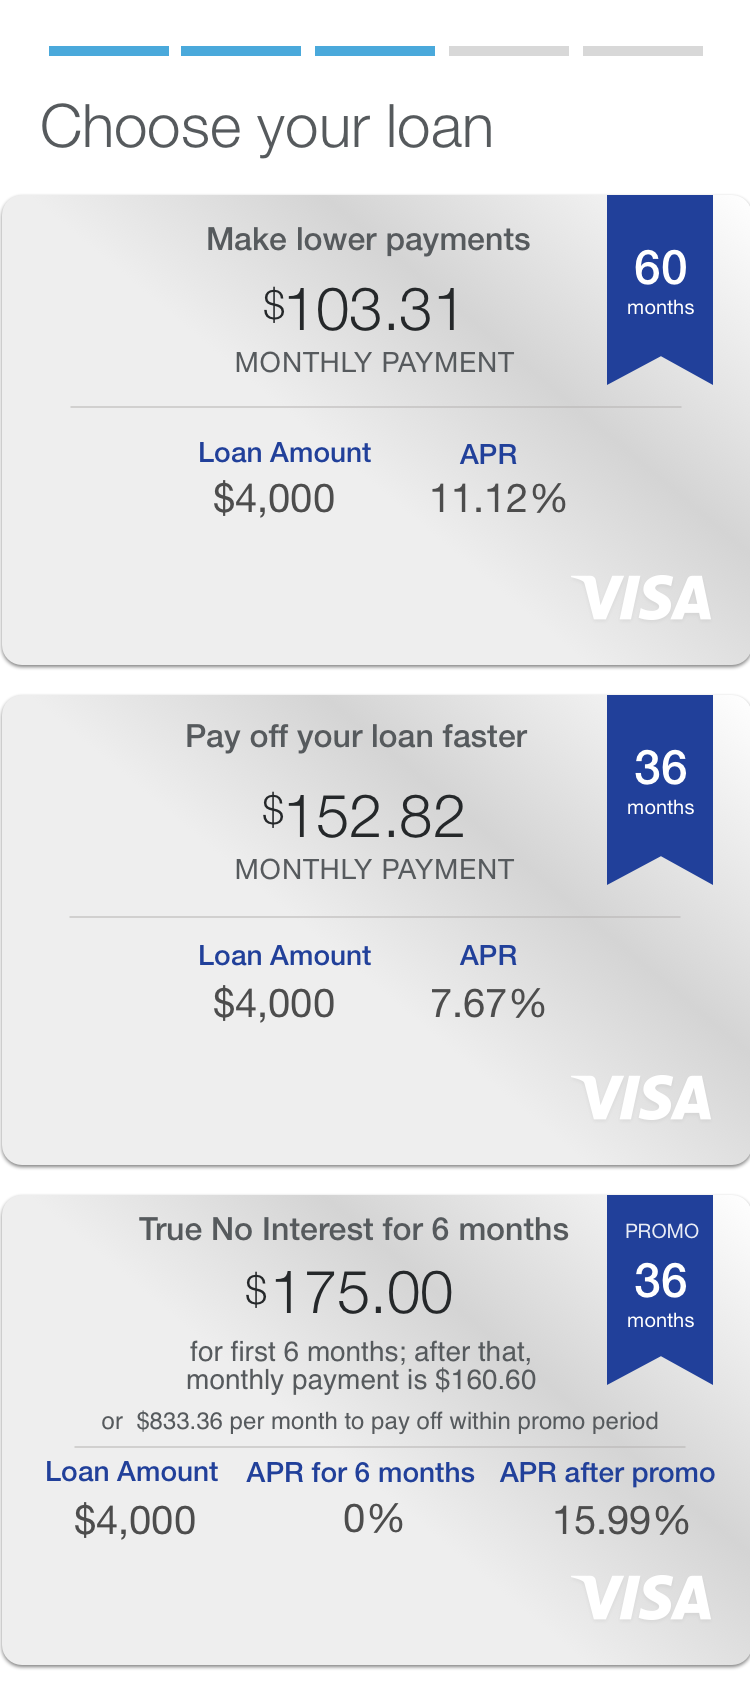 Choose your loan
Make lower payments
60
months
$103.31
MONTHLY PAYMENT
Loan Amount
APR
$4,000
11.12%
VISA
Pay off your loan faster
36
months
$152.82
MONTHLY PAYMENT
Loan Amount
APR
$4,000
7.67%
VISA
True No Interest for 6 months
PROMO
36
months
$175.00
for first 6 months; after that,
monthly payment is $160.60
or $833.36 per month to pay off within promo period
Loan Amount
APR for 6 months
APR after promo
$4,000
0%
15.99%
VISA